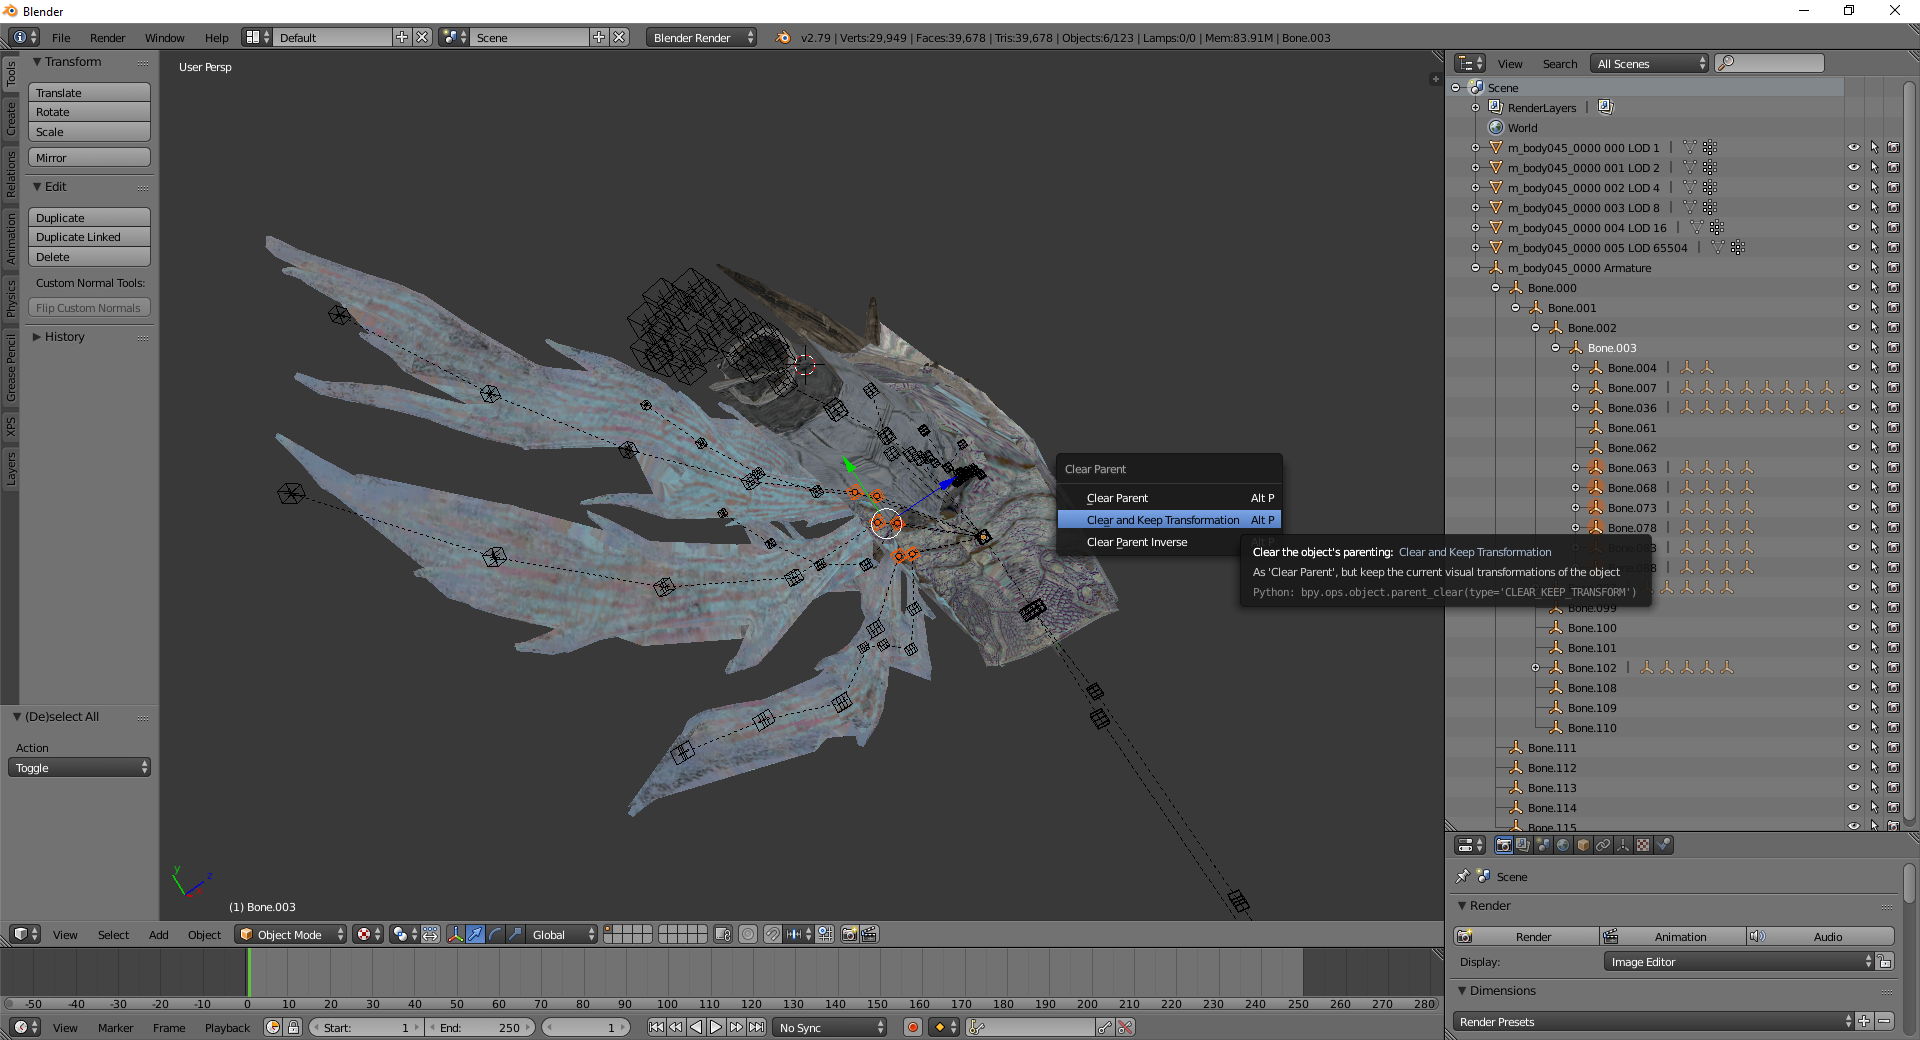 Blender
File Render Window Help Default Scene Blender Render v2.79 | Verts:29,949 | Faces:39,678 | Tris:39,678 | Objects:6/123 | Lamps:0/0 | Mem:83.91M | Bone.003
Tools
Create
Relations
Animation
Physics
Grease Pencil
XPS
Layers
Transform
Translate
Rotate
Scale
Mirror
Edit
Duplicate
Duplicate Linked
Delete
Custom Normal Tools:
Flip Custom Normals
History
(De)select All
Action
Toggle
User Persp
Clear Parent
Clear Parent Alt P
Clear and Keep Transformation Alt P
Clear Parent Inverse Alt P
Clear the object's parenting: Clear and Keep Transformation
As 'Clear Parent', but keep the current visual transformations of the object
Python: bpy.ops.object.parent_clear(type='CLEAR_KEEP_TRANSFORM')
y
z
(1) Bone.003
View Select Add Object Object Mode Global
-50 -40 -30 -20 -10 0 10 20 30 40 50 60 70 80 90 100 110 120 130 140 150 160 170 180 190 200 210 220 230 240 250 260 270 280
View Marker Frame Playback Start: 1 End: 250 1 No Sync
View Search All Scenes
Scene
RenderLayers |
World
m_body045_0000 000 LOD 1 |
m_body045_0000 001 LOD 2 |
m_body045_0000 002 LOD 4 |
m_body045_0000 003 LOD 8 |
m_body045_0000 004 LOD 16 |
m_body045_0000 005 LOD 65504 |
m_body045_0000 Armature
Bone.000
Bone.001
Bone.002
Bone.003
Bone.004 |
Bone.007 |
Bone.036 |
Bone.061
Bone.062
Bone.063 |
Bone.068 |
Bone.073 |
Bone.078 |
Bone.099
Bone.100
Bone.101
Bone.102 |
Bone.108
Bone.109
Bone.110
Bone.111
Bone.112
Bone.113
Bone.114
Bone.115
Scene
Render
Render Animation Audio
Display: Image Editor
Dimensions
Render Presets